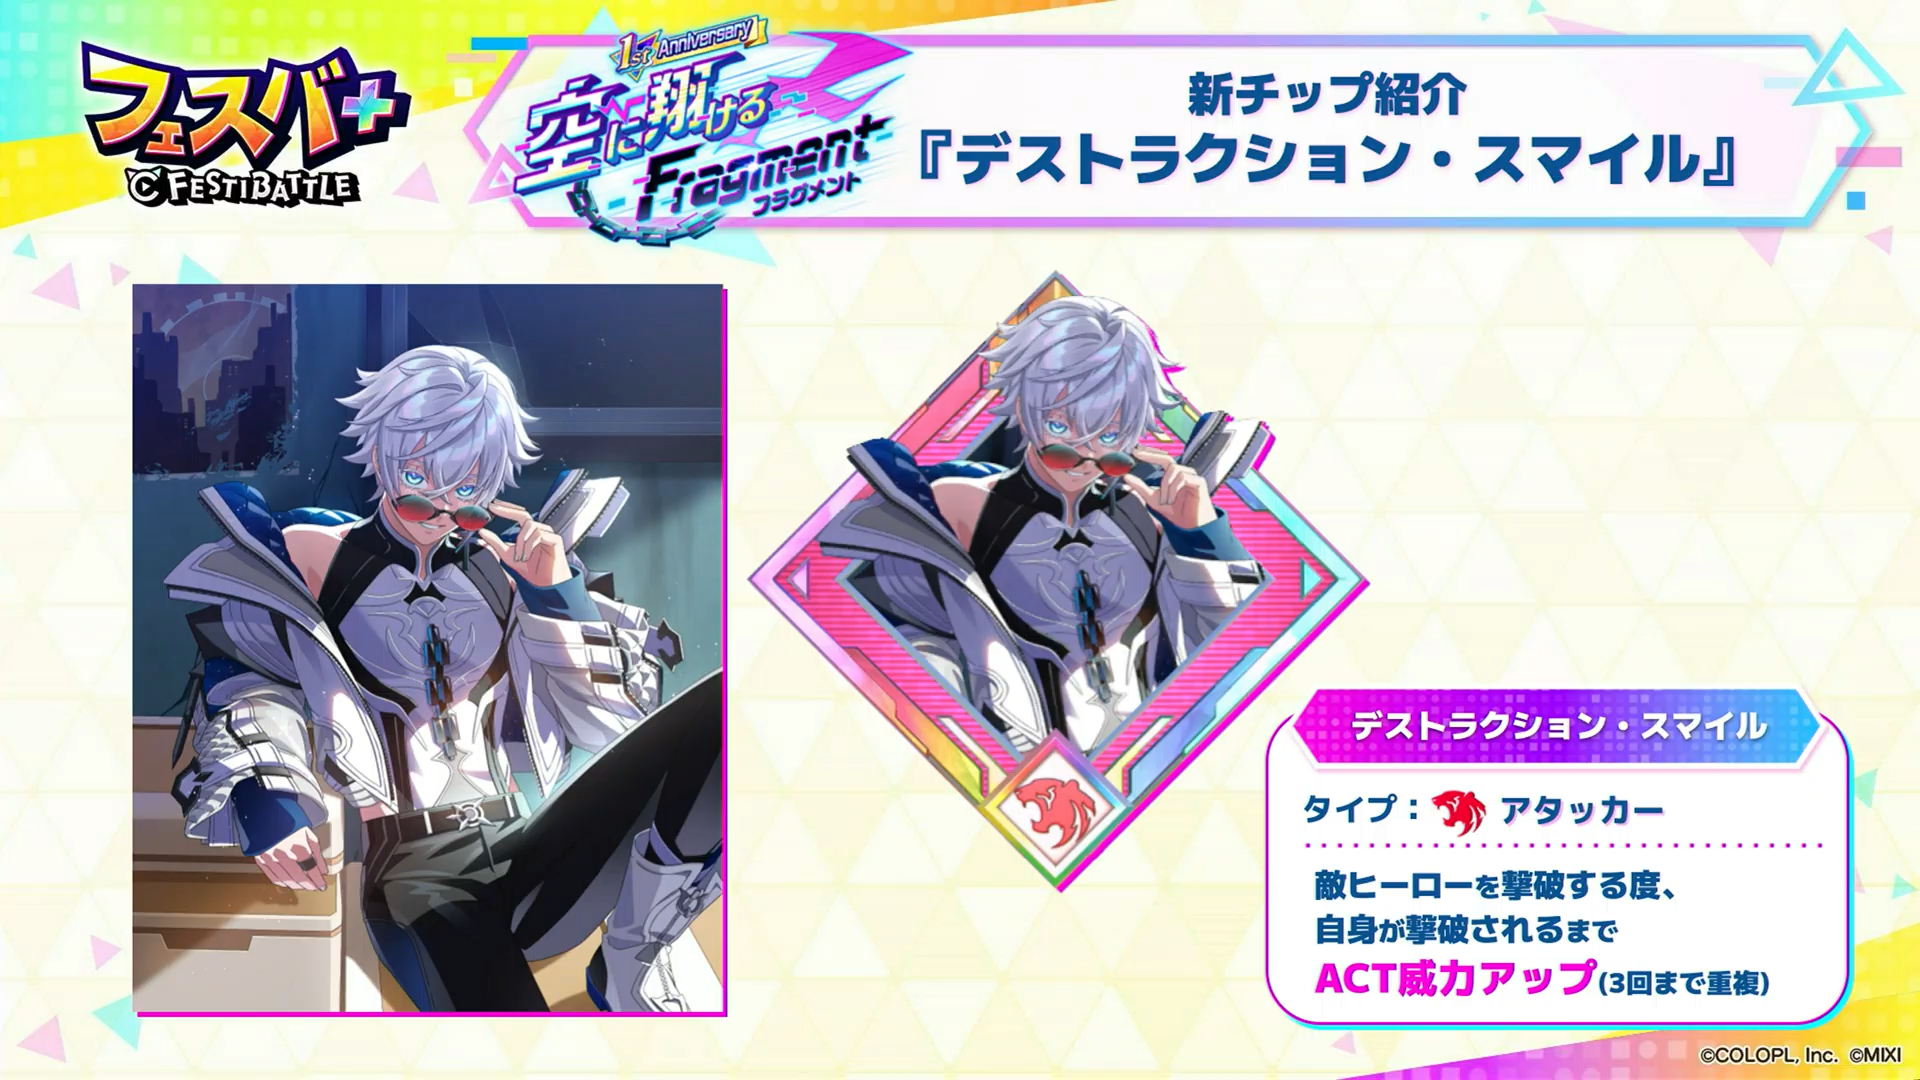 フェスバ+
FESTIBATTLE
1st Anniversary
空に翔ける
Fragment
フラグメント
新チップ紹介
『デストラクション・スマイル』
デストラクション・スマイル
タイプ：アタッカー
敵ヒーローを撃破する度、
自身が撃破されるまで
ACT威力アップ(3回まで重複)
©COLOPL, Inc. ©MIXI